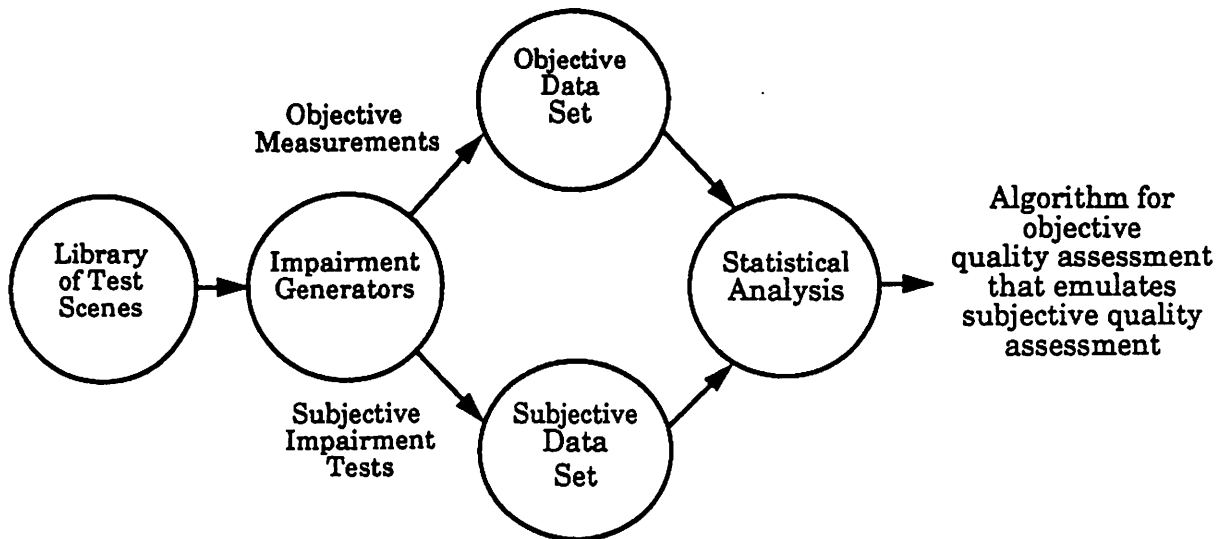 Library
of Test
Scenes
Impairment
Generators
Objective
Measurements
Objective
Data
Set
Subjective
Impairment
Tests
Subjective
Data
Set
Statistical
Analysis
Algorithm for
objective
quality assessment
that emulates
subjective quality
assessment